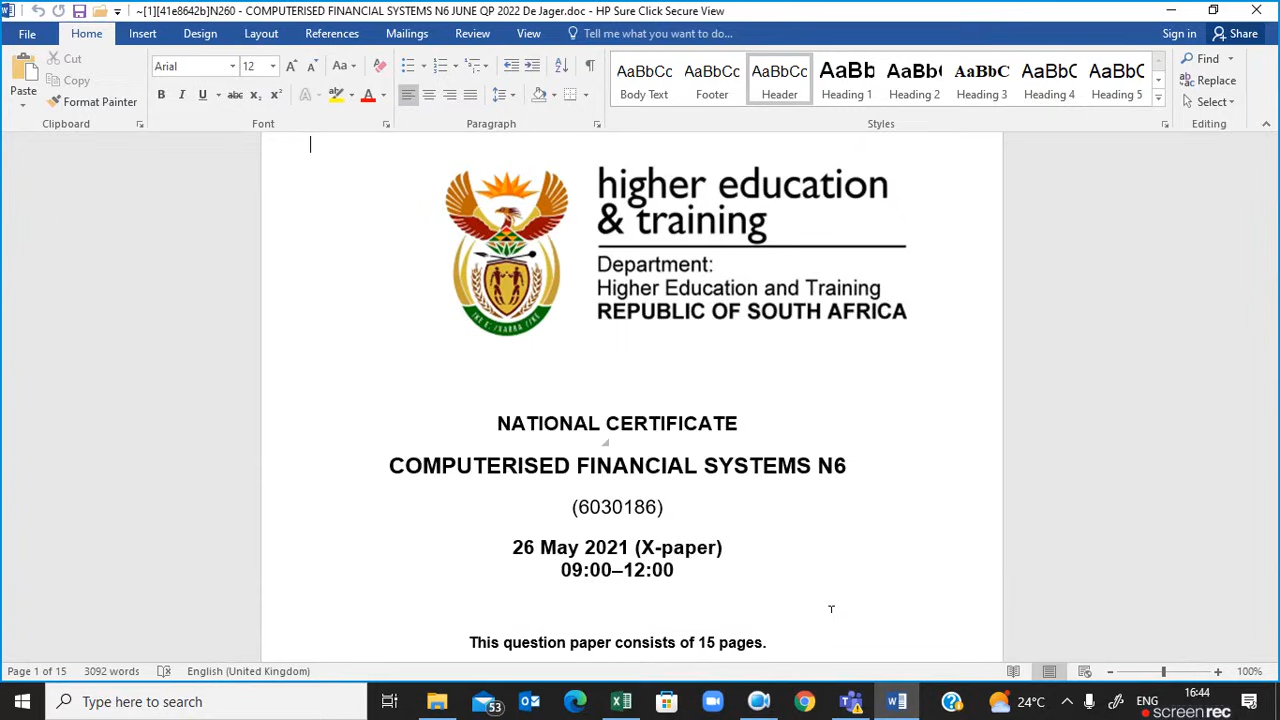 ~[1][41e8642b]N260 - COMPUTERISED FINANCIAL SYSTEMS N6 JUNE QP 2022 De Jager.doc - HP Sure Click Secure View
File Home Insert Design Layout References Mailings Review View Tell me what you want to do... Sign in Share
Paste
Cut
Copy
Format Painter
Clipboard
Arial 12
Font
Paragraph
AaBbCc AaBbCc AaBbCc AaBb AaBbC AaBbC AaBbC AaBbC
Body Text Footer Header Heading 1 Heading 2 Heading 3 Heading 4 Heading 5
Styles
Find
Replace
Select
Editing
higher education
& training
Department:
Higher Education and Training
REPUBLIC OF SOUTH AFRICA
NATIONAL CERTIFICATE
COMPUTERISED FINANCIAL SYSTEMS N6
(6030186)
26 May 2021 (X-paper)
09:00–12:00
This question paper consists of 15 pages.
Page 1 of 15 3092 words English (United Kingdom) 100%
Type here to search 53 24°C ENG 16:44
SCREENREC